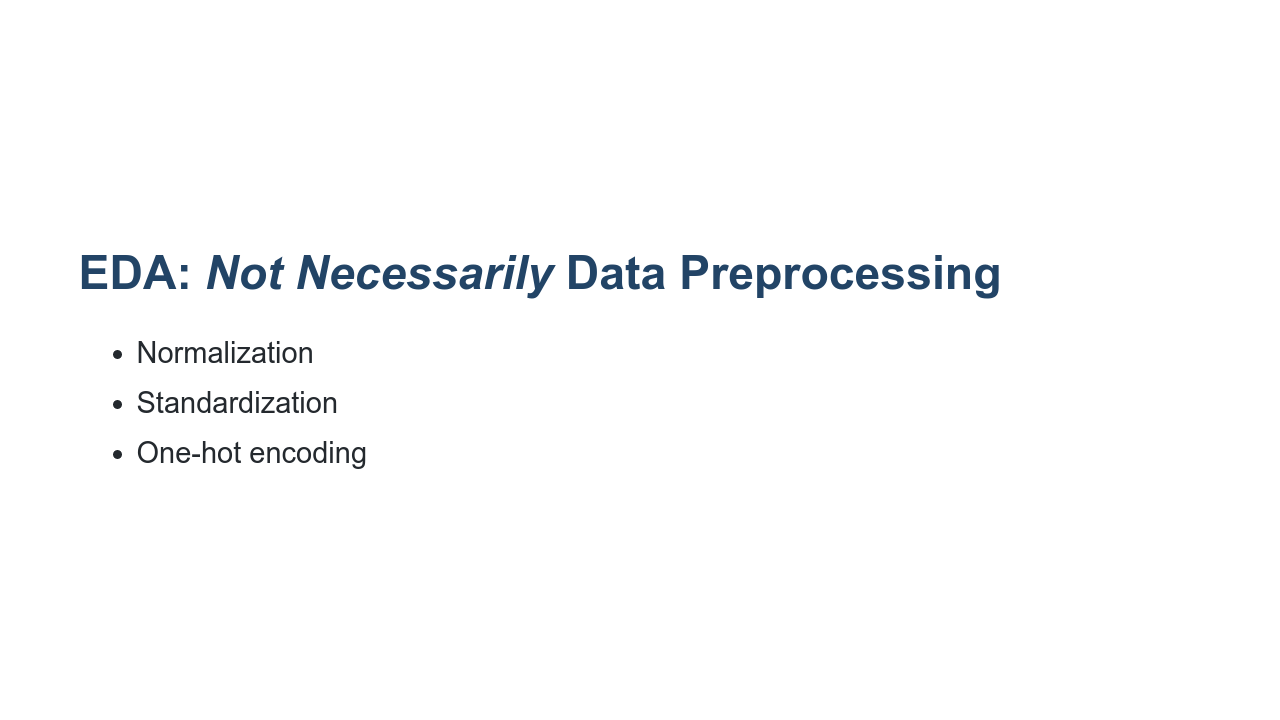 EDA: Not Necessarily Data Preprocessing
• Normalization
• Standardization
• One-hot encoding